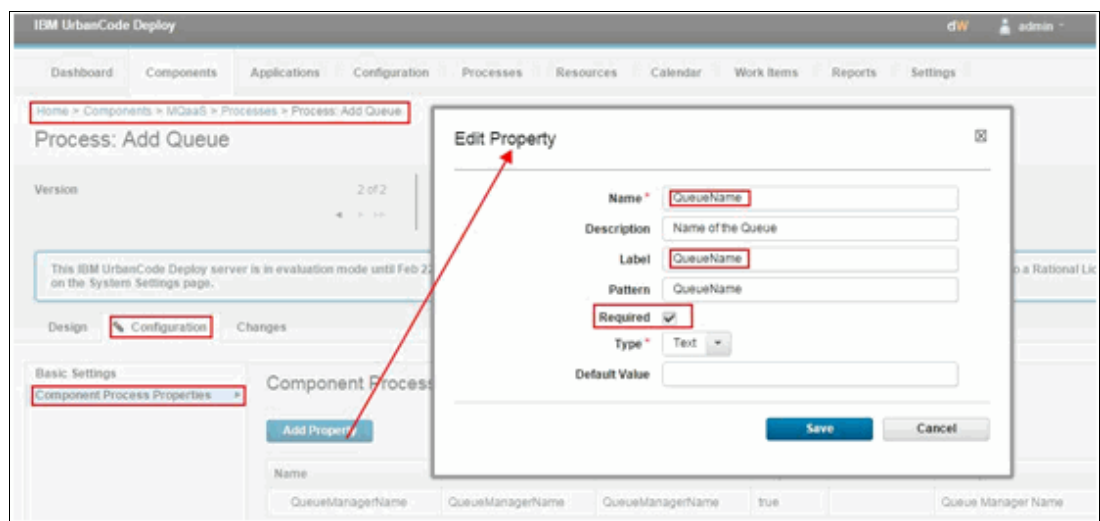 IBM UrbanCode Deploy dW admin
Dashboard Components Applications Configuration Processes Resources Calendar Work Items Reports Settings
Home > Components > MQaaS > Processes > Process: Add Queue
Process: Add Queue
Version 2 of 2
This IBM UrbanCode Deploy server is in evaluation mode until Feb 22
o a Rational Lic
on the System Settings page.
Design Configuration Changes
Basic Settings
Component Process Properties
Component Process
Add Property
Name
QueueManagerName QueueManagerName QueueManagerName true Queue Manager Name
Edit Property
Name * QueueName
Description Name of the Queue
Label QueueName
Pattern QueueName
Required
Type * Text
Default Value
Save Cancel